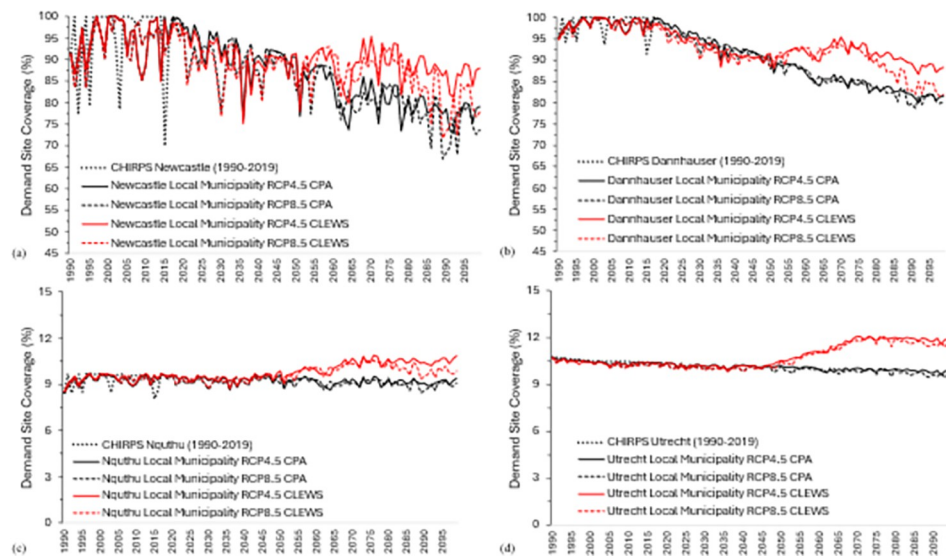 (a)
Demand Site Coverage (%)
100
95
90
85
80
75
70
65
60
55
50
45
CHIRPS Newcastle (1990-2019)
Newcastle Local Municipality RCP4.5 CPA
Newcastle Local Municipality RCP8.5 CPA
Newcastle Local Municipality RCP4.5 CLEWS
Newcastle Local Municipality RCP8.5 CLEWS
1990 1995 2000 2005 2010 2015 2020 2025 2030 2035 2040 2045 2050 2055 2060 2065 2070 2075 2080 2085 2090 2095
(b)
Demand Site Coverage (%)
100
95
90
85
80
75
70
65
60
55
50
45
CHIRPS Dannhauser (1990-2019)
Dannhauser Local Municipality RCP4.5 CPA
Dannhauser Local Municipality RCP8.5 CPA
Dannhauser Local Municipality RCP4.5 CLEWS
Dannhauser Local Municipality RCP8.5 CLEWS
1990 1995 2000 2005 2010 2015 2020 2025 2030 2035 2040 2045 2050 2055 2060 2065 2070 2075 2080 2085 2090 2095
(c)
Demand Site Coverage (%)
15
12
9
6
3
0
CHIRPS Nquthu (1990-2019)
Nquthu Local Municipality RCP4.5 CPA
Nquthu Local Municipality RCP8.5 CPA
Nquthu Local Municipality RCP4.5 CLEWS
Nquthu Local Municipality RCP8.5 CLEWS
1990 1995 2000 2005 2010 2015 2020 2025 2030 2035 2040 2045 2050 2055 2060 2065 2070 2075 2080 2085 2090 2095
(d)
Demand Site Coverage (%)
15
12
9
6
3
0
CHIRPS Utrecht (1990-2019)
Utrecht Local Municipality RCP4.5 CPA
Utrecht Local Municipality RCP8.5 CPA
Utrecht Local Municipality RCP4.5 CLEWS
Utrecht Local Municipality RCP8.5 CLEWS
1990 1995 2000 2005 2010 2015 2020 2025 2030 2035 2040 2045 2050 2055 2060 2065 2070 2075 2080 2085 2090